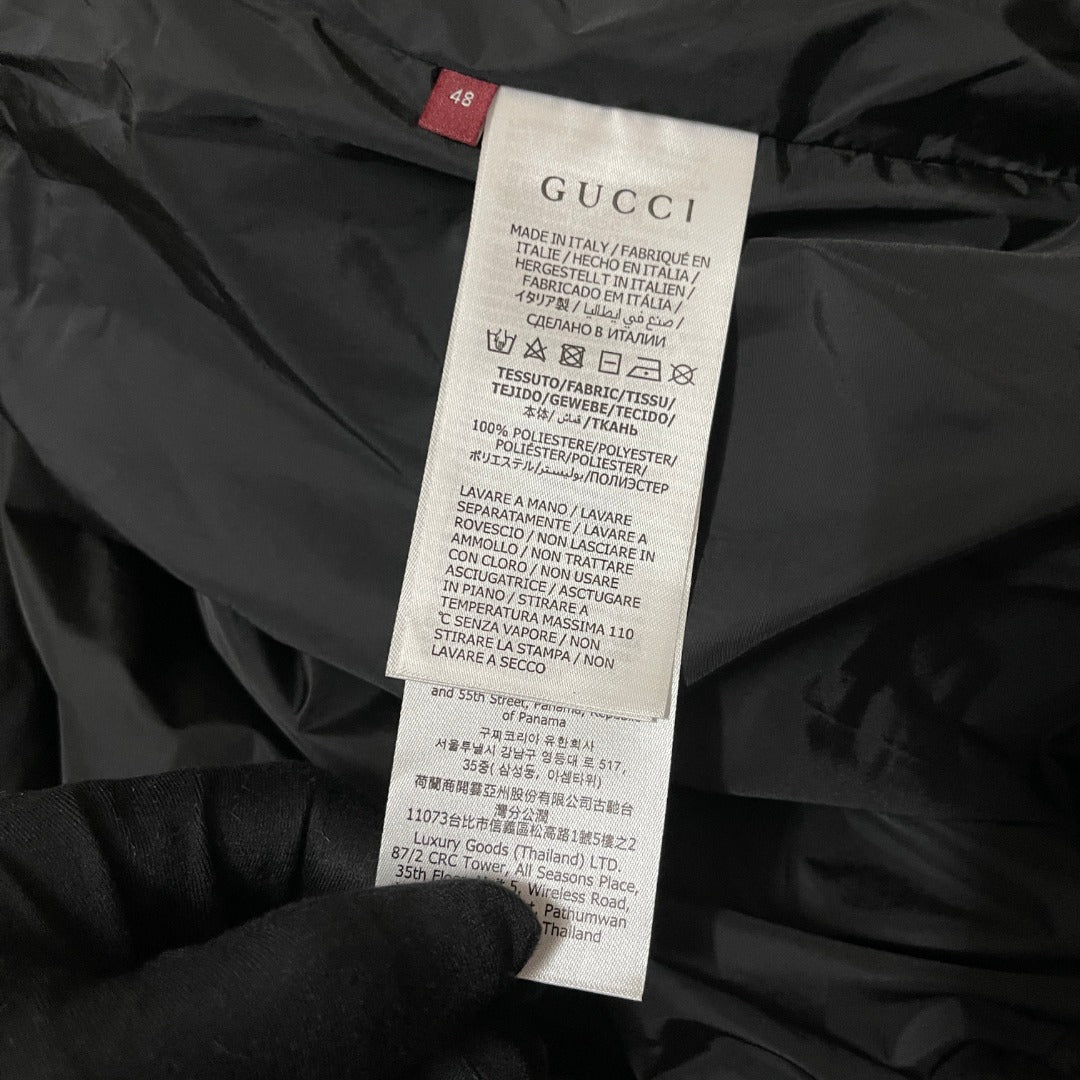 48
GUCCI
MADE IN ITALY / FABRIQUÉ EN
ITALIE / HECHO EN ITALIA /
HERGESTELLT IN ITALIEN /
FABRICADO EM ITÁLIA /
イタリア製 / صنع في ايطاليا /
СДЕЛАНО В ИТАЛИИ
TESSUTO/FABRIC/TISSU/
TEJIDO/GEWEBE/TECIDO/
本体/ قماش /ТКАНЬ
100% POLIESTERE/POLYESTER/
POLIÉSTER/POLIESTER/
ポリエステル/بوليستر/ПОЛИЭСТЕР
LAVARE A MANO / LAVARE
SEPARATAMENTE / LAVARE A
ROVESCIO / NON LASCIARE IN
AMMOLLO / NON TRATTARE
CON CLORO / NON USARE
ASCIUGATRICE / ASCTUGARE
IN PIANO / STIRARE A
TEMPERATURA MASSIMA 110
℃ SENZA VAPORE / NON
STIRARE LA STAMPA / NON
LAVARE A SECCO
and 55th Street, Panama,
of Panama
구찌코리아 유한회사
서울특별시 강남구 영등대 로 517,
35중( 삼성동, 아셈타워)
荷蘭商開雲亞州股份有限公司古馳台
灣分公澗
11073台比市信義區松高路1號5樓之2
Luxury Goods (Thailand) LTD.
87/2 CRC Tower, All Seasons Place,
35th 5, Wireless Road,
Pathumwan
Thailand